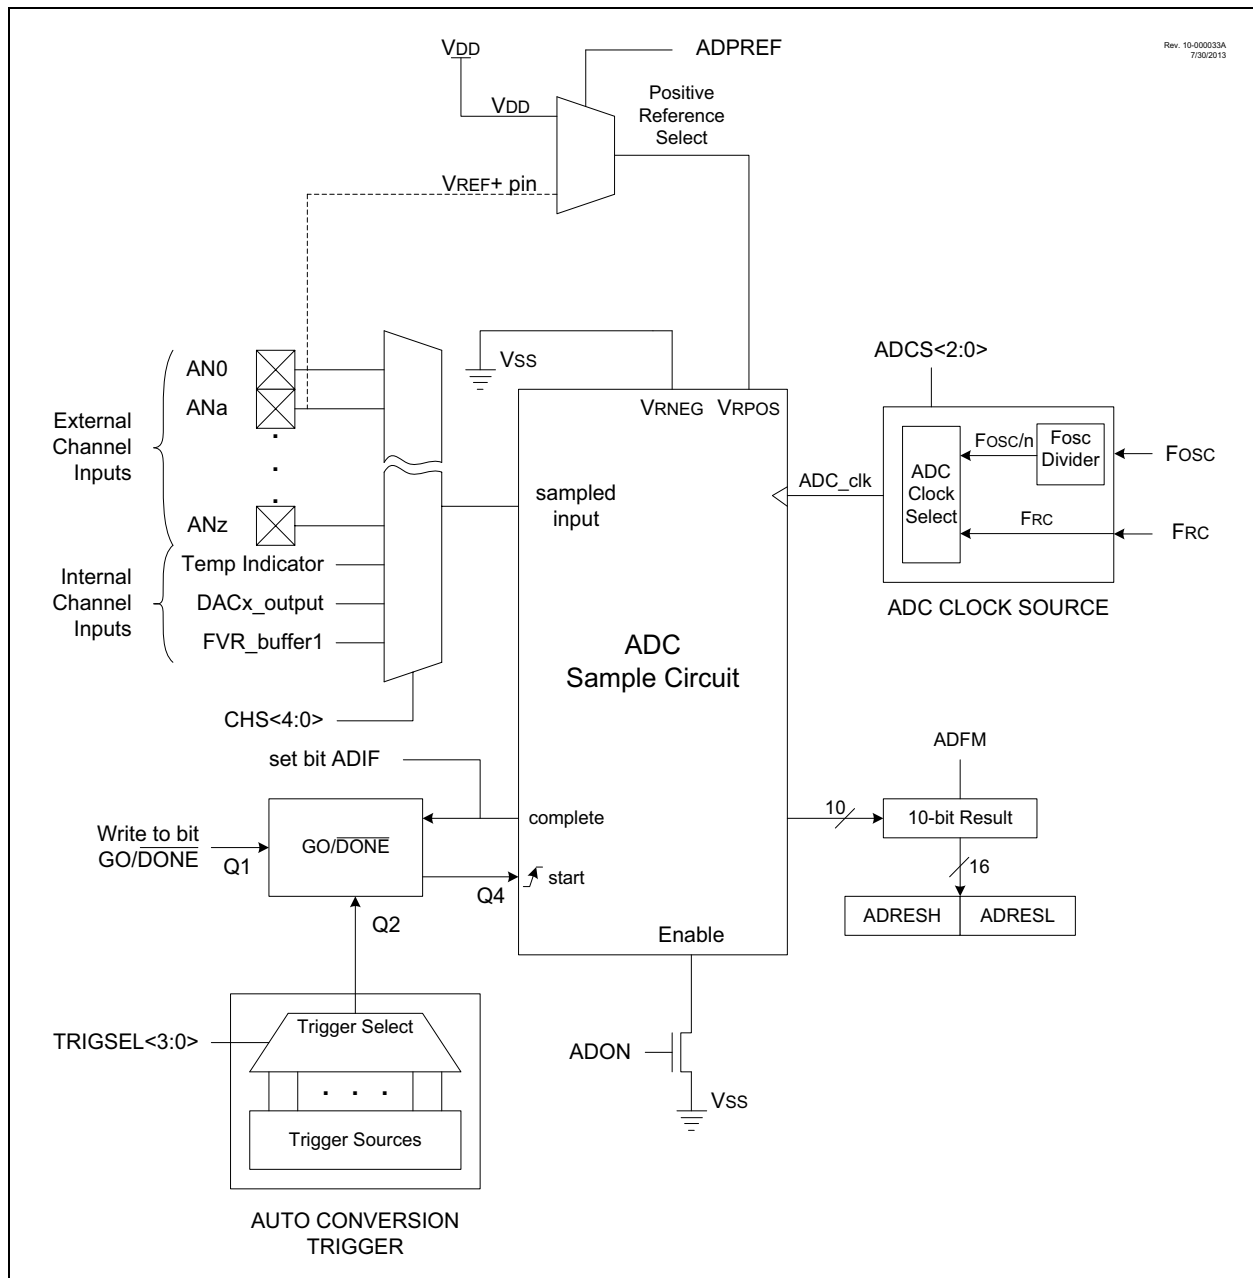 Rev. 10-000033A
7/30/2013
VDD
ADPREF
VDD
Positive
Reference
Select
VREF+ pin
AN0
ANa
.
.
.
ANz
External
Channel
Inputs
Temp Indicator
DACx_output
FVR_buffer1
Internal
Channel
Inputs
CHS<4:0>
VSS
VRNEG VRPOS
sampled
input
ADC
Sample Circuit
ADC_clk
ADCS<2:0>
ADC
Clock
Select
FOSC/n
Fosc
Divider
FOSC
FRC
FRC
ADC CLOCK SOURCE
set bit ADIF
complete
Write to bit
GO/DONE
Q1
GO/DONE
Q4
start
Q2
Enable
ADFM
10
10-bit Result
16
ADRESH
ADRESL
ADON
VSS
TRIGSEL<3:0>
Trigger Select
. . .
Trigger Sources
AUTO CONVERSION
TRIGGER